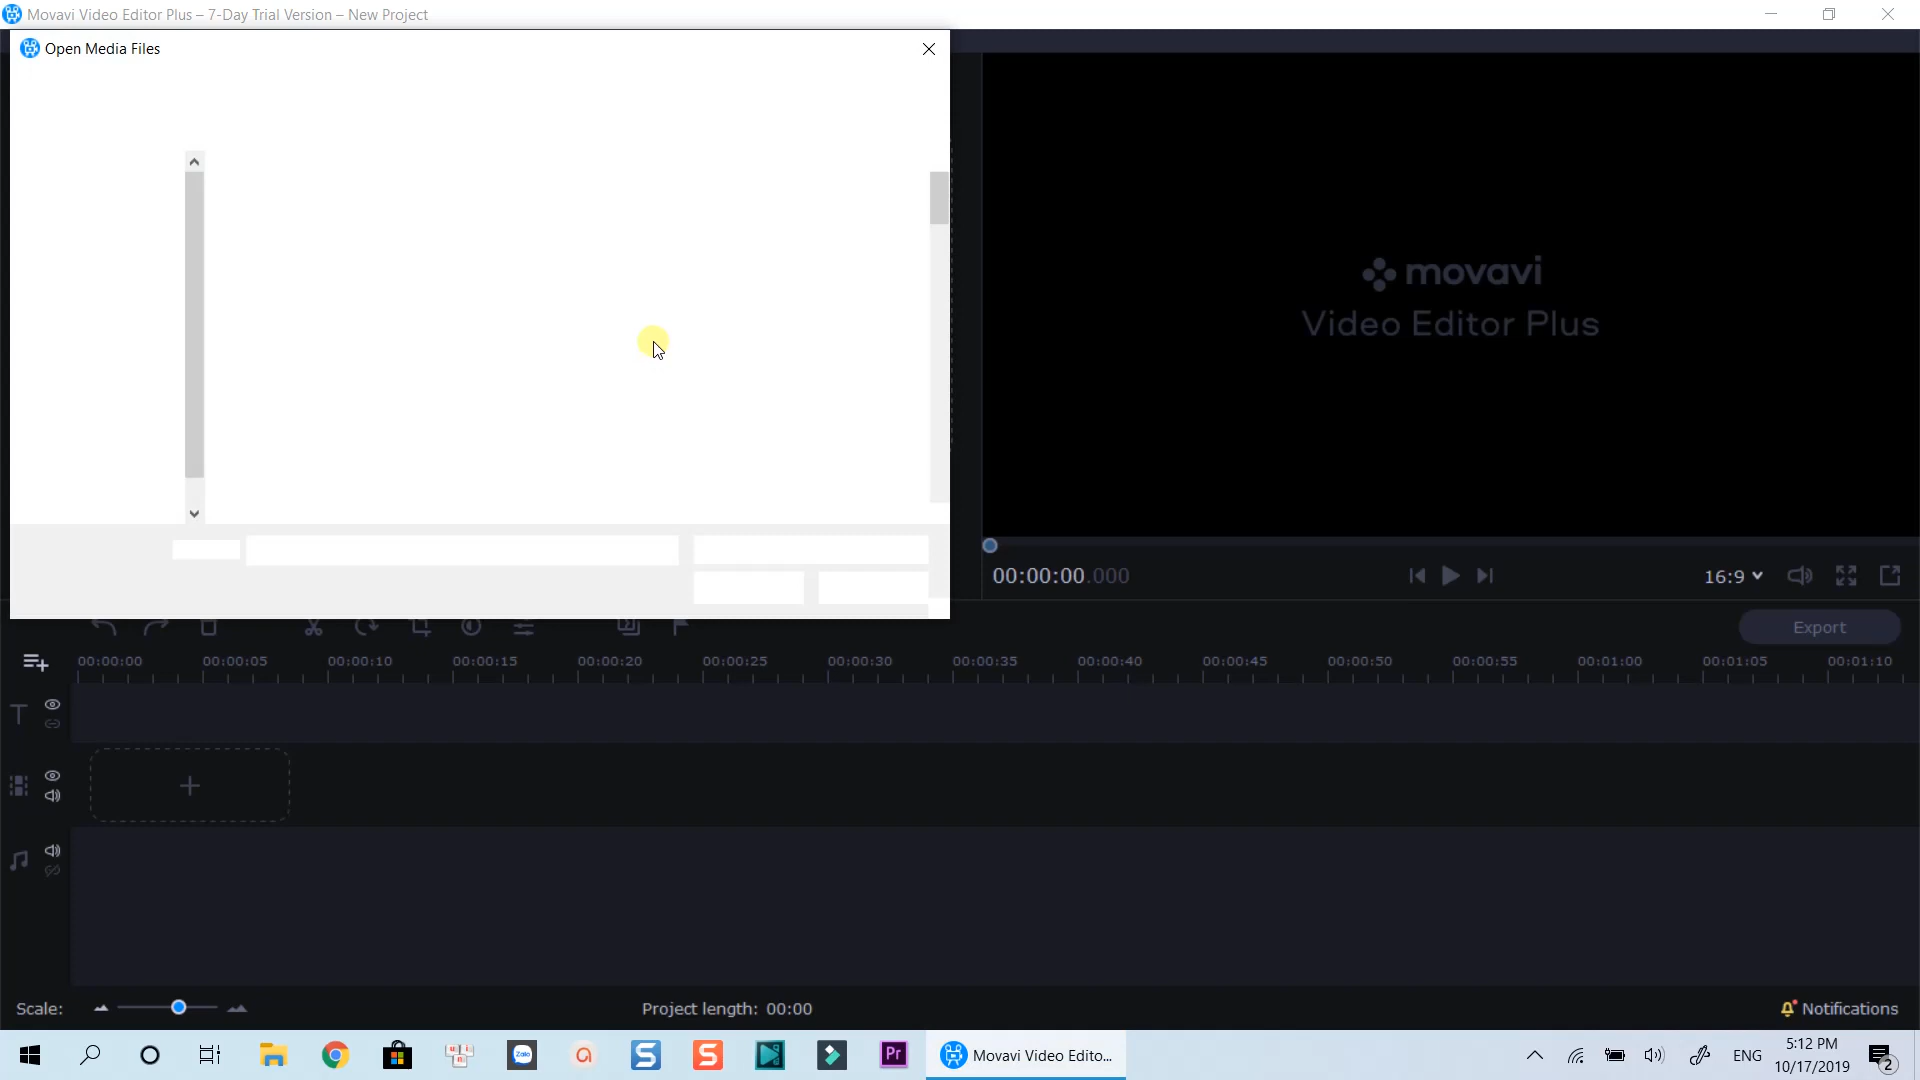 Movavi Video Editor Plus – 7-Day Trial Version – New Project
Open Media Files
movavi
Video Editor Plus
00:00:00.000
16:9
Export
00:00:00 00:00:05 00:00:10 00:00:15 00:00:20 00:00:25 00:00:30 00:00:35 00:00:40 00:00:45 00:00:50 00:00:55 00:01:00 00:01:05 00:01:10
T
Scale:
Project length: 00:00
Notifications
Zalo
S
S
Pr
Movavi Video Edito...
ENG
5:12 PM
10/17/2019
2